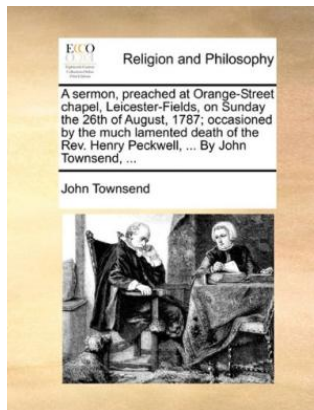 ECCO
Religion and Philosophy
A sermon, preached at Orange-Street
chapel, Leicester-Fields, on Sunday
the 26th of August, 1787; occasioned
by the much lamented death of the
Rev. Henry Peckwell, ... By John
Townsend, ...
John Townsend